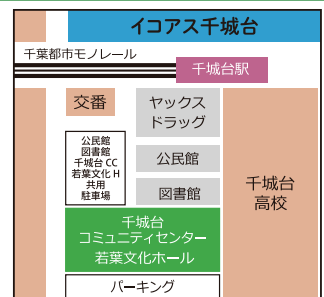 イコアス千城台
千葉都市モノレール
千城台駅
交番
ヤックス
ドラッグ
公民館
図書館
千城台 CC
若葉文化 H
共用
駐車場
公民館
図書館
千城台
高校
千城台
コミュニティセンター
若葉文化ホール
パーキング